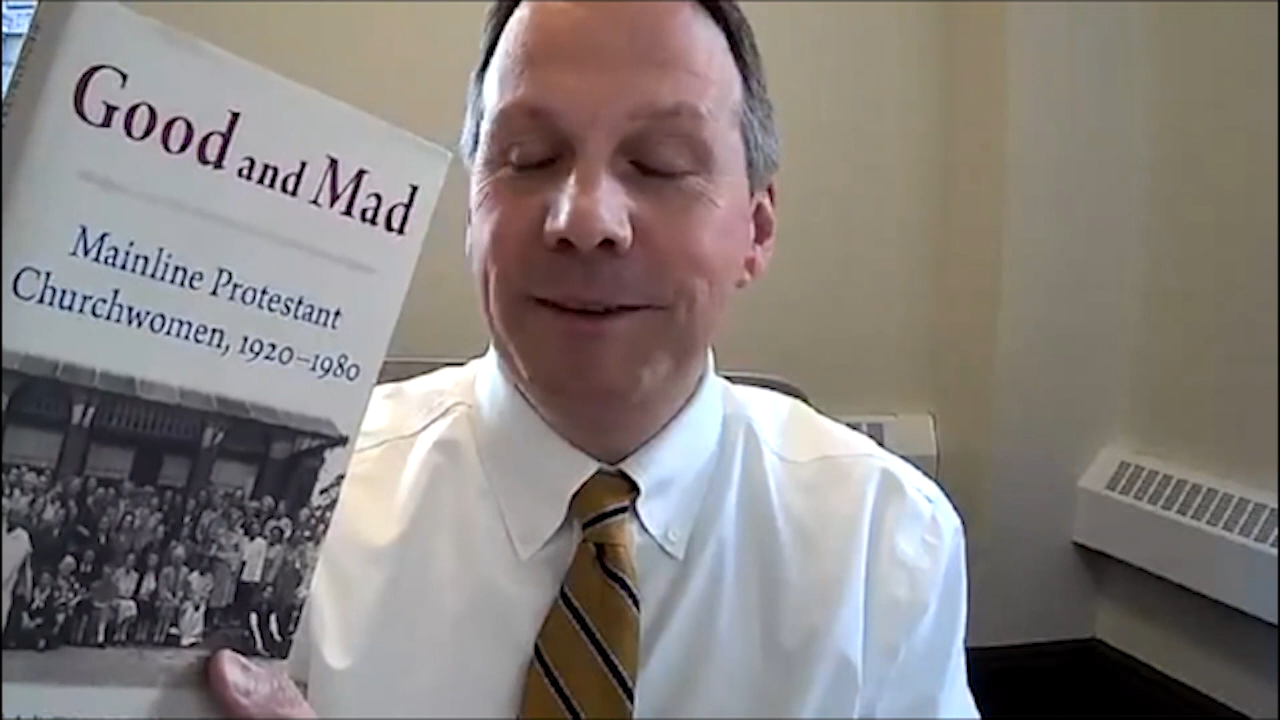 Good and Mad
Mainline Protestant
Churchwomen, 1920–1980